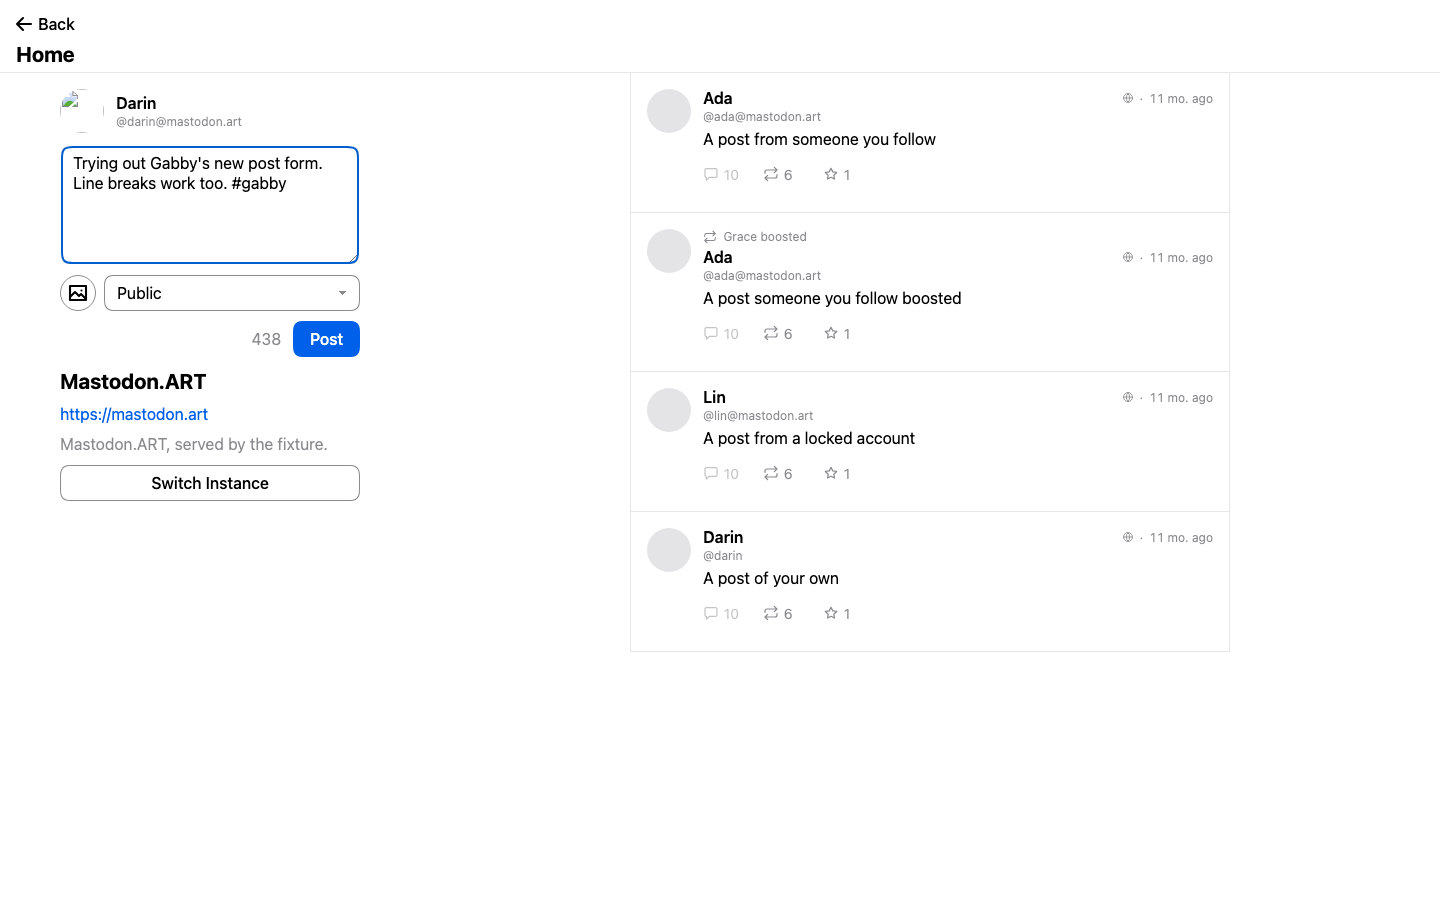 Back
Home
Darin
@darin@mastodon.art
Trying out Gabby's new post form.
Line breaks work too. #gabby
Public
438
Post
Mastodon.ART
https://mastodon.art
Mastodon.ART, served by the fixture.
Switch Instance
Ada
· 11 mo. ago
@ada@mastodon.art
A post from someone you follow
10 6 1
Grace boosted
Ada
· 11 mo. ago
@ada@mastodon.art
A post someone you follow boosted
10 6 1
Lin
· 11 mo. ago
@lin@mastodon.art
A post from a locked account
10 6 1
Darin
· 11 mo. ago
@darin
A post of your own
10 6 1